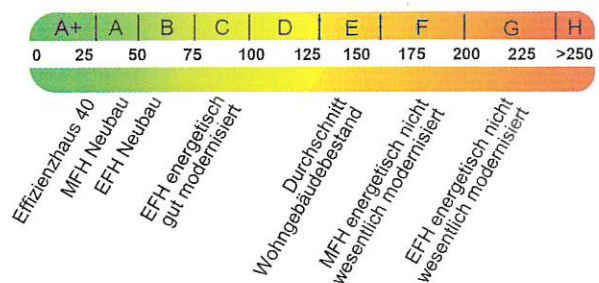 A+ A B C D E F G H
0 25 50 75 100 125 150 175 200 225 >250
Effizienzhaus 40
MFH Neubau
EFH Neubau
EFH energetisch
gut modernisiert
Durchschnitt
Wohngebäudebestand
MFH energetisch nicht
wesentlich modernisiert
EFH energetisch nicht
wesentlich modernisiert